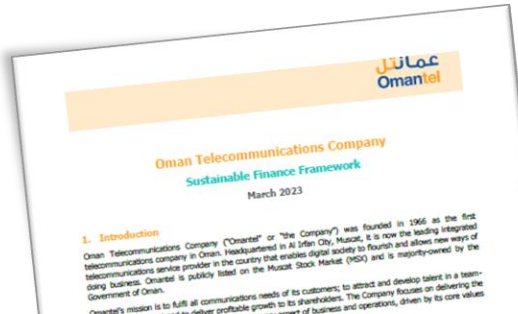 عمانتل
Omantel
Oman Telecommunications Company
Sustainable Finance Framework
March 2023
1. Introduction
Oman Telecommunications Company ("Omantel" or "the Company") was founded in 1966 as the first
telecommunications company in Oman. Headquartered in Al Irfan City, Muscat, it is now the leading integrated
telecommunications service provider in the country that enables digital society to flourish and allows new ways of
doing business. Omantel is publicly listed on the Muscat Stock Market (MSX) and is majority-owned by the
Government of Oman.
Omantel's mission is to fulfil all communications needs of its customers; to attract and develop talent in a team-
to deliver profitable growth to its shareholders. The Company focuses on delivering the
of business and operations, driven by its core values